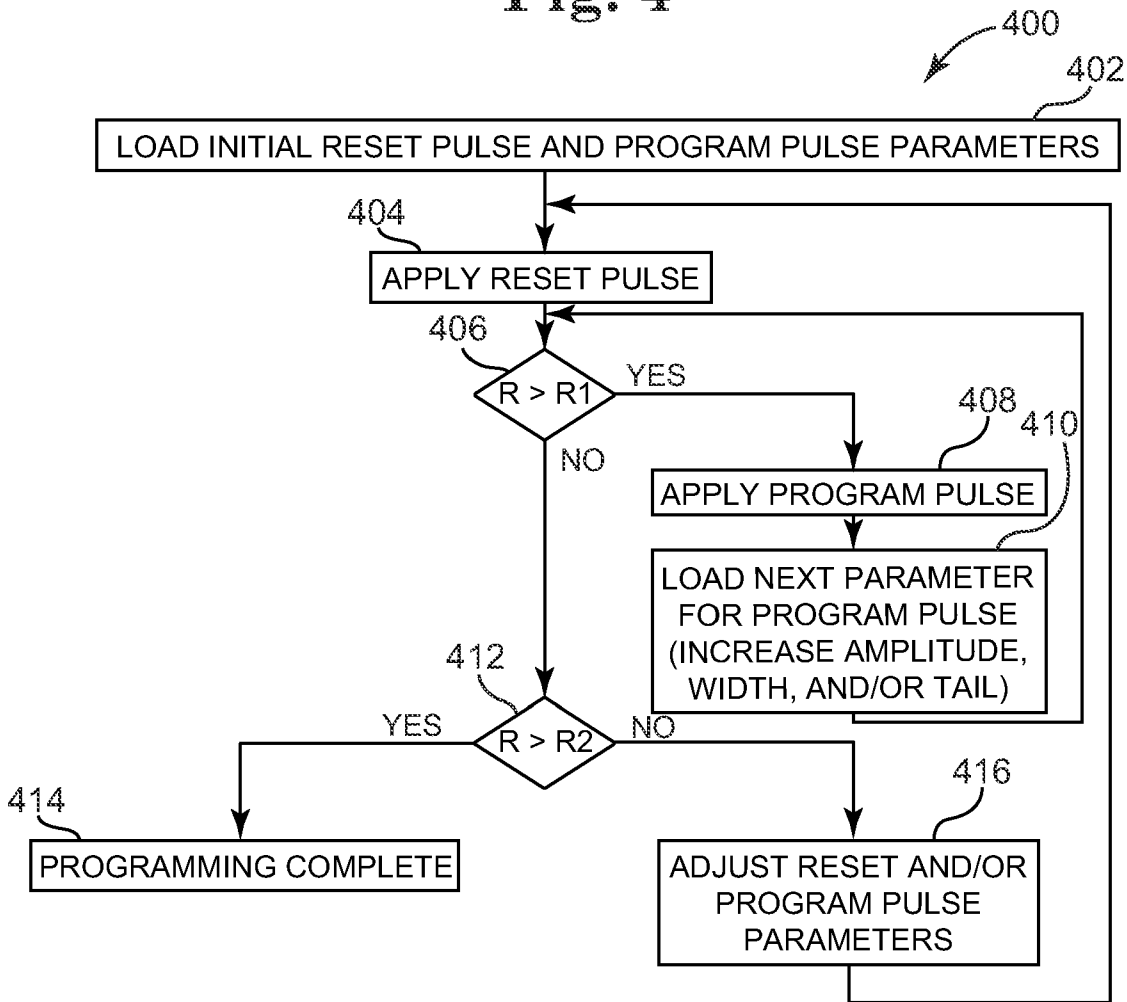 Fig. 4
400
402
LOAD INITIAL RESET PULSE AND PROGRAM PULSE PARAMETERS
404
APPLY RESET PULSE
406
R > R1
YES
NO
408
410
APPLY PROGRAM PULSE
LOAD NEXT PARAMETER
FOR PROGRAM PULSE
(INCREASE AMPLITUDE,
WIDTH, AND/OR TAIL)
412
R > R2
YES
NO
414
PROGRAMMING COMPLETE
416
ADJUST RESET AND/OR
PROGRAM PULSE
PARAMETERS